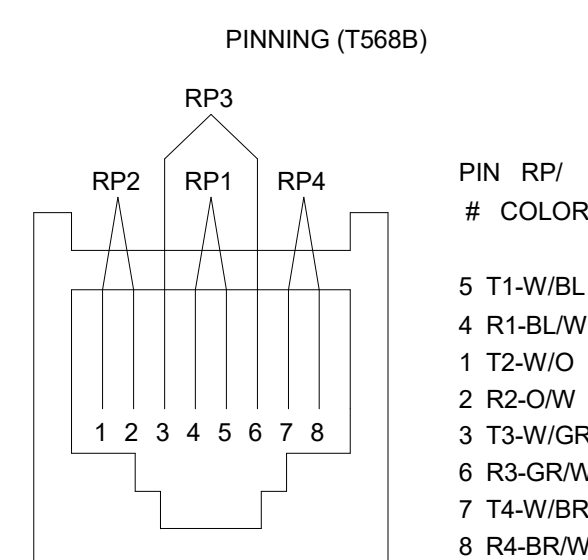 PINNING (T568B)
RP3
RP2 RP1 RP4
1 2 3 4 5 6 7 8
PIN RP/
# COLOR
5 T1-W/BL
4 R1-BL/W
1 T2-W/O
2 R2-O/W
3 T3-W/GR
6 R3-GR/W
7 T4-W/BR
8 R4-BR/W